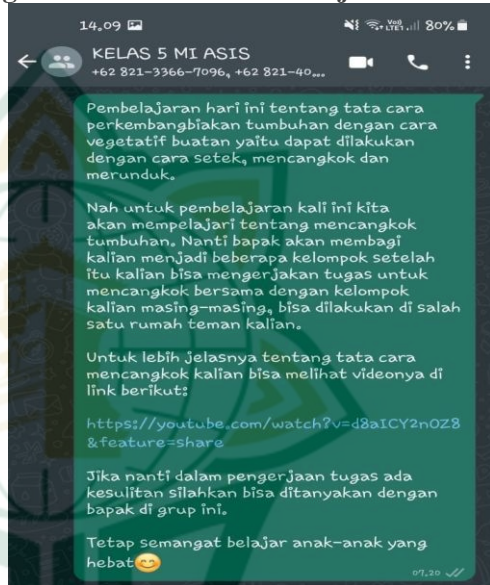 14.09
80%
KELAS 5 MI ASIS
+62 821-3366-7096, +62 821-40...
Pembelajaran hari ini tentang tata cara
perkembangbiakan tumbuhan dengan cara
vegetatif buatan yaitu dapat dilakukan
dengan cara setek, mencangkok dan
merunduk.
Nah untuk pembelajaran kali ini kita
akan mempelajari tentang mencangkok
tumbuhan. Nanti bapak akan membagi
kalian menjadi beberapa kelompok setelah
itu kalian bisa mengerjakan tugas untuk
mencangkok bersama dengan kelompok
kalian masing-masing, bisa dilakukan di salah
satu rumah teman kalian.
Untuk lebih jelasnya tentang tata cara
mencangkok kalian bisa melihat videonya di
link berikut:
https://youtube.com/watch?v=d8aICY2nOZ8
&feature=share
Jika nanti dalam pengerjaan tugas ada
kesulitan silahkan bisa ditanyakan dengan
bapak di grup ini.
Tetap semangat belajar anak-anak yang
hebat😊
07.20